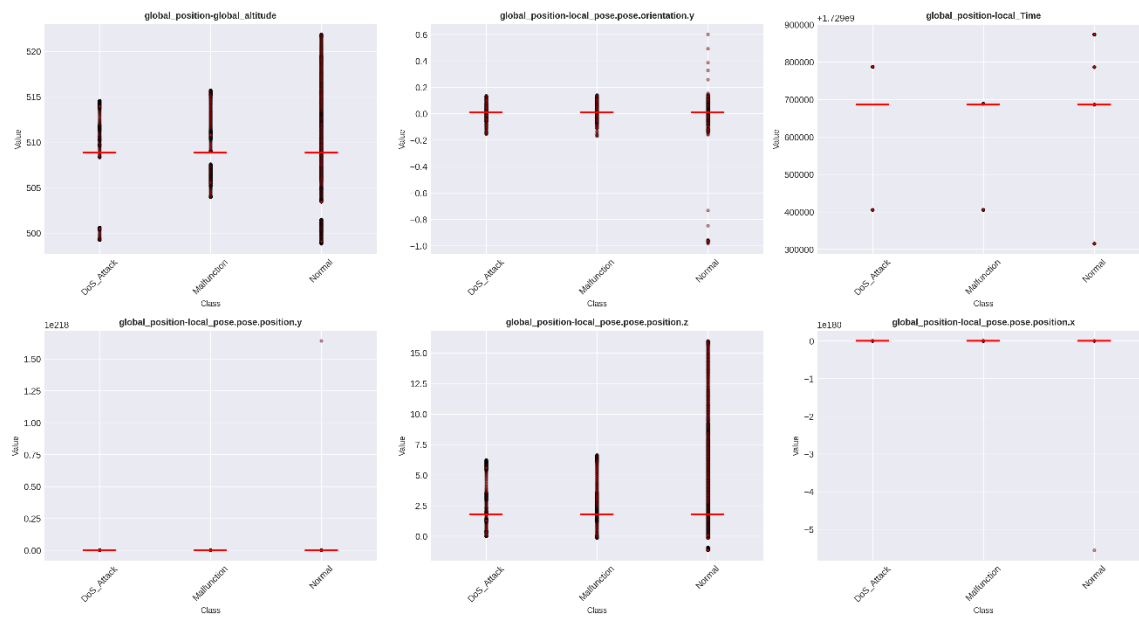 global_position-global_altitude
520
515
510
505
500
Value
DoS_Attack
Malfunction
Normal
Class
global_position-local_pose.pose.orientation.y
0.6
0.4
0.2
0.0
−0.2
−0.4
−0.6
−0.8
−1.0
Value
DoS_Attack
Malfunction
Normal
Class
global_position-local_Time
+1.729e9
900000
800000
700000
600000
500000
400000
300000
Value
DoS_Attack
Malfunction
Normal
Class
global_position-local_pose.pose.position.y
1e218
1.50
1.25
1.00
0.75
0.50
0.25
0.00
Value
DoS_Attack
Malfunction
Normal
Class
global_position-local_pose.pose.position.z
15.0
12.5
10.0
7.5
5.0
2.5
0.0
Value
DoS_Attack
Malfunction
Normal
Class
global_position-local_pose.pose.position.x
1e180
0
−1
−2
−3
−4
−5
Value
DoS_Attack
Malfunction
Normal
Class